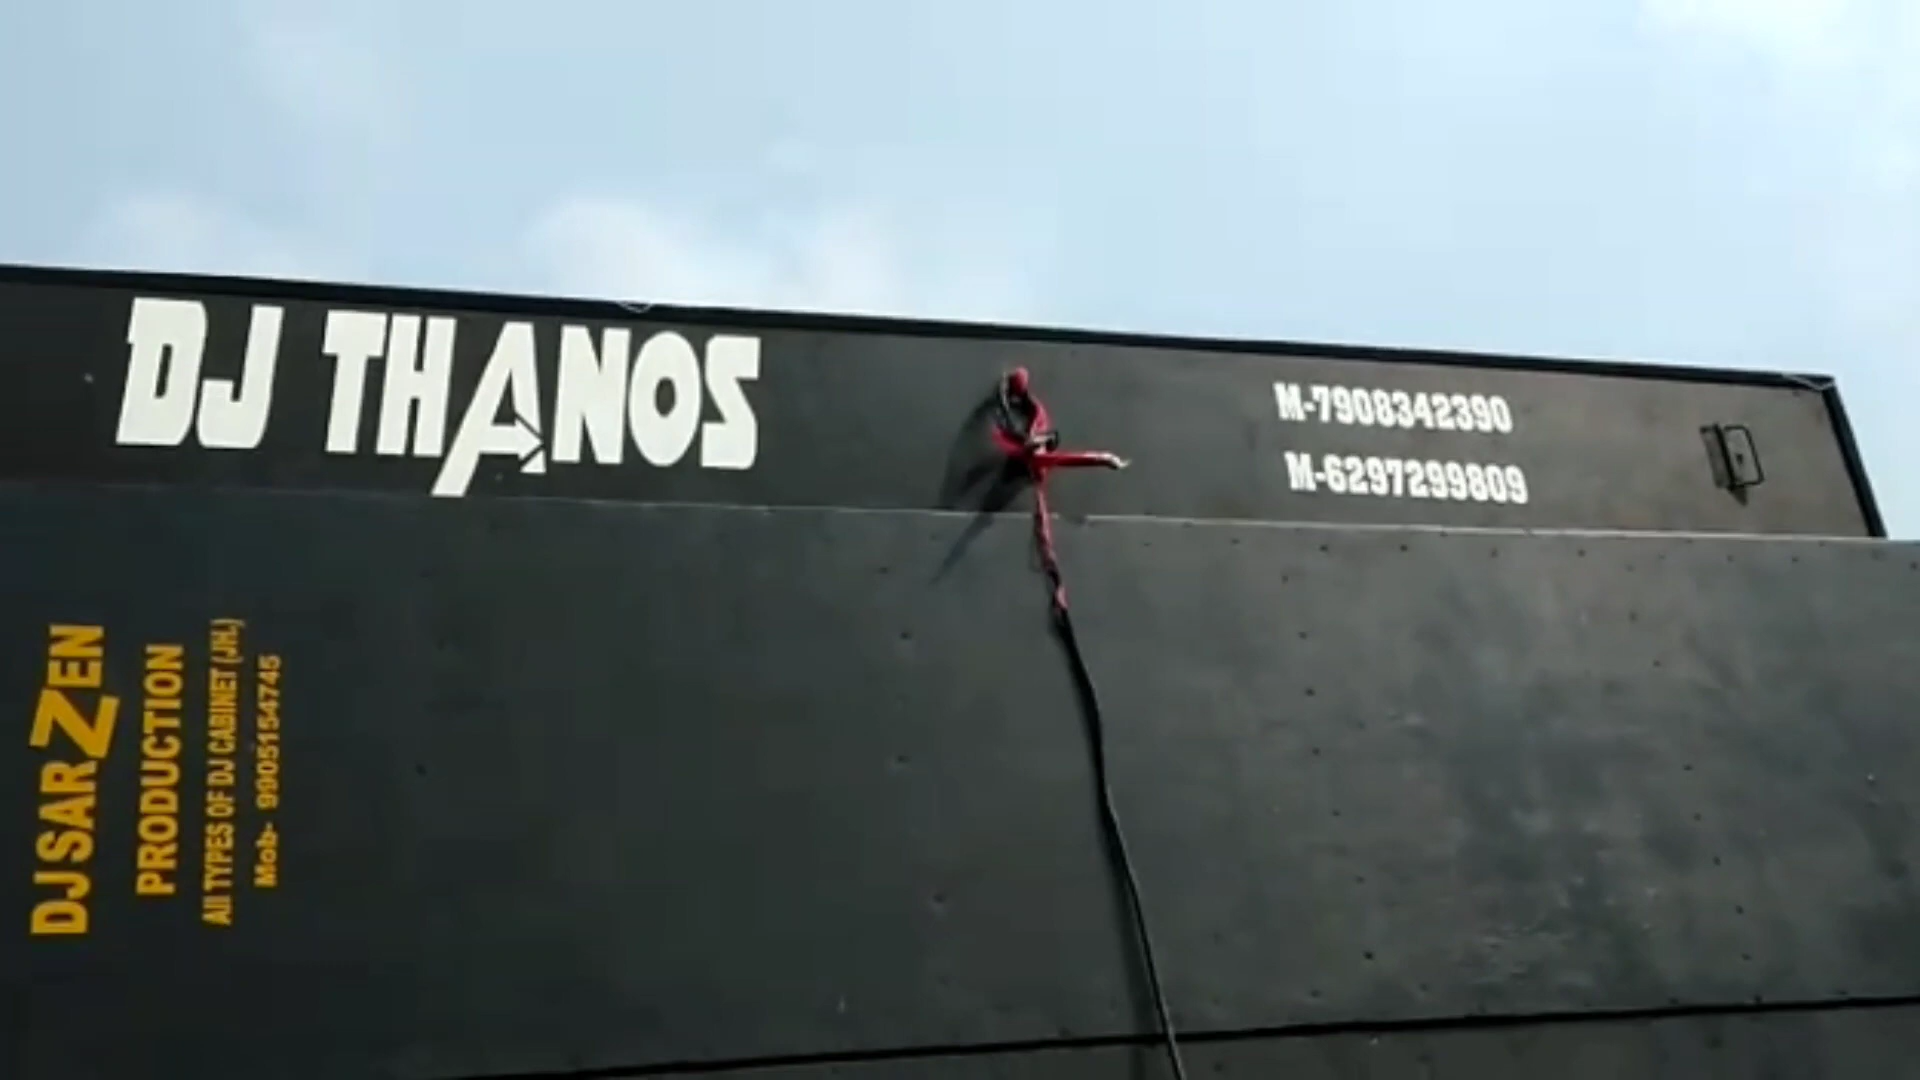 DJ THANOS
M-7908342390
M-6297299809
DJ SARZEN
PRODUCTION
All TYPES OF DJ CABINET (JH.)
Mob- 9905154745